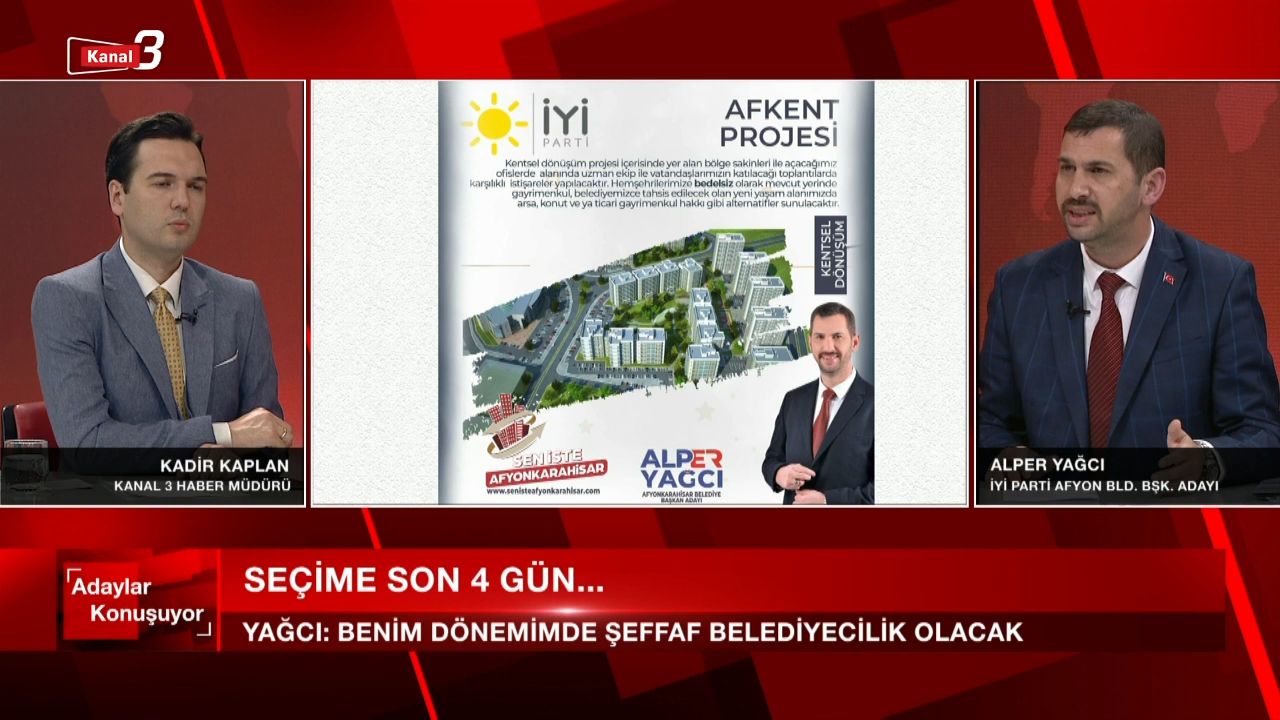 Kanal 3
İYİ
PARTİ
AFKENT
PROJESİ
Kentsel dönüşüm projesi içerisinde yer alan bölge sakinleri ile açacağımız
ofislerde alanında uzman ekip ile vatandaşlarımızın katılacağı toplantılarda
karşılıklı istişareler yapılacaktır. Hemşehrilerimize bedelsiz olarak mevcut yerinde
gayrimenkul, belediyemizce tahsis edilecek olan yeni yaşam alanımızda
arsa, konut ve ya ticari gayrimenkul hakkı gibi alternatifler sunulacaktır.
KENTSEL
DÖNÜŞÜM
SEN İSTE
AFYONKARAHİSAR
www.senisteafyonkarahisar.com
ALPER
YAĞCI
AFYONKARAHİSAR BELEDİYE
BAŞKAN ADAYI
KADİR KAPLAN
KANAL 3 HABER MÜDÜRÜ
ALPER YAĞCI
İYİ PARTİ AFYON BLD. BŞK. ADAYI
Adaylar
Konuşuyor
SEÇİME SON 4 GÜN...
YAĞCI: BENİM DÖNEMİMDE ŞEFFAF BELEDİYECİLİK OLACAK